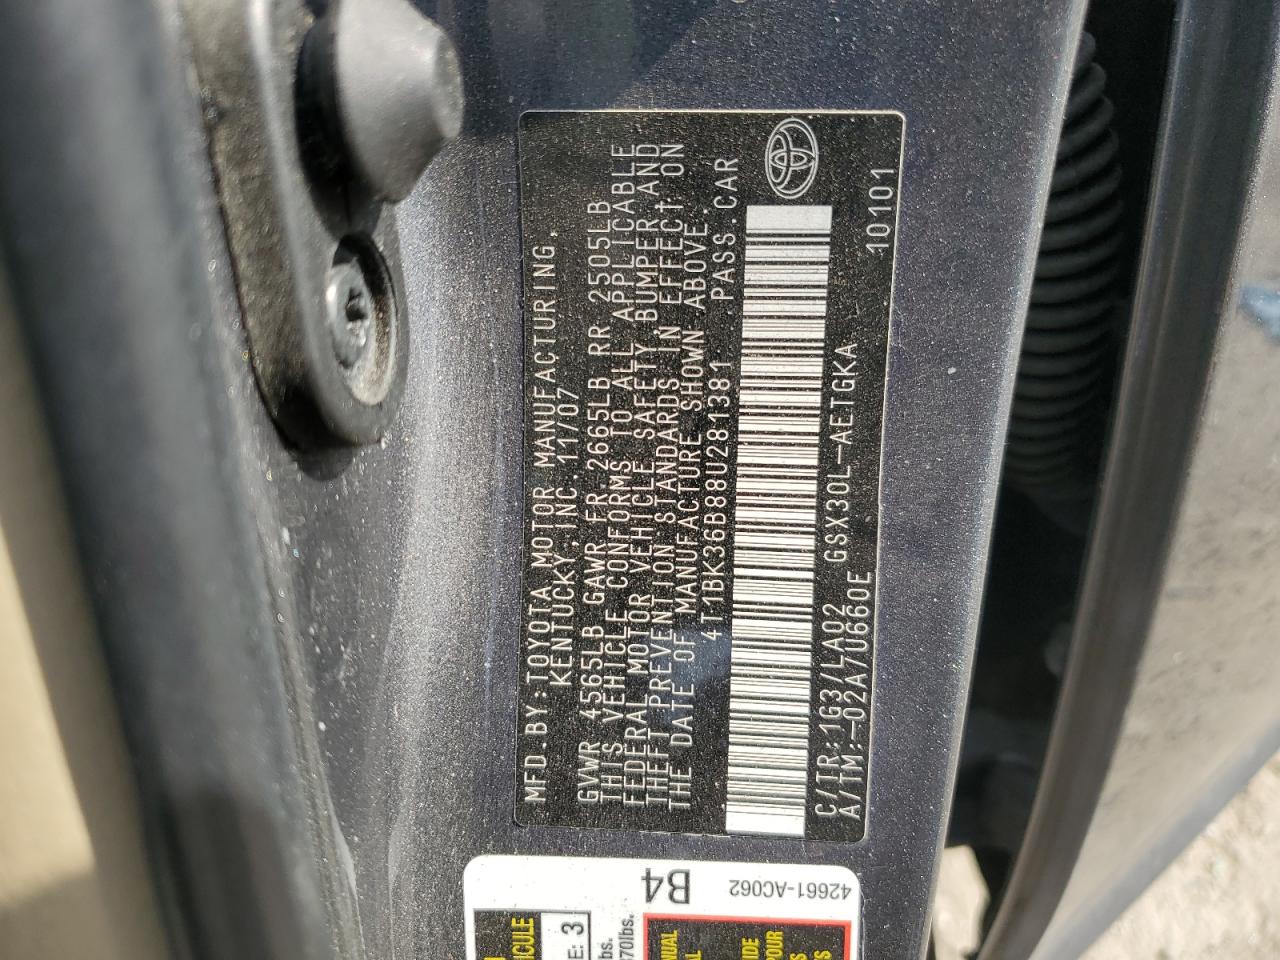 MFD.BY:TOYOTA MOTOR MANUFACTURING,
KENTUCKY,INC.11/07
GVWR 4565LB GAWR FR 2665LB RR 2505LB
THIS VEHICLE CONFORMS TO ALL APPLICABLE
FEDERAL MOTOR VEHICLE SAFETY,BUMPER,AND
THEFT PREVENTION STANDARDS IN EFFECT ON
THE DATE OF MANUFACTURE SHOWN ABOVE.
4T1BK36B88U281381 PASS.CAR
C/TR:1G3/LA02 GSX30L-AETGKA
A/TM:-02A/U660E 10101
B4
42661-AC062
E: 3